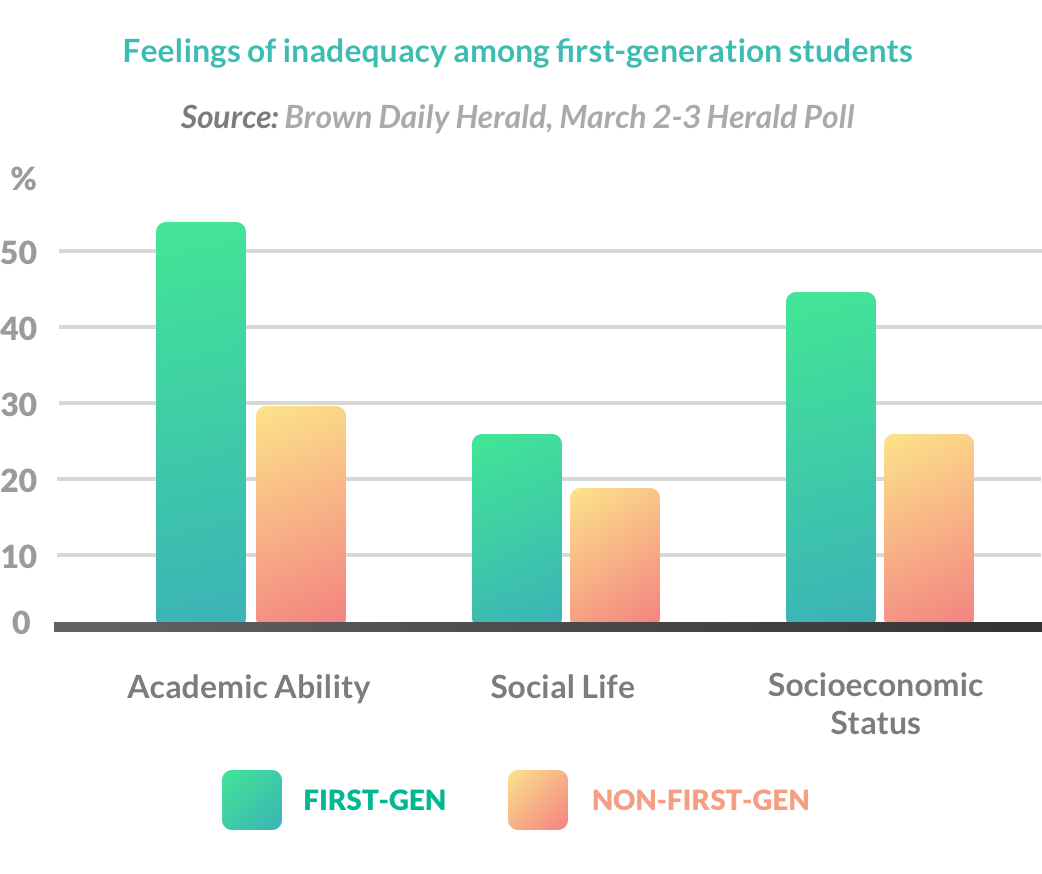 Feelings of inadequacy among first-generation students
Source: Brown Daily Herald, March 2-3 Herald Poll
%
50
40
30
20
10
0
Academic Ability
Social Life
Socioeconomic
Status
FIRST-GEN
NON-FIRST-GEN